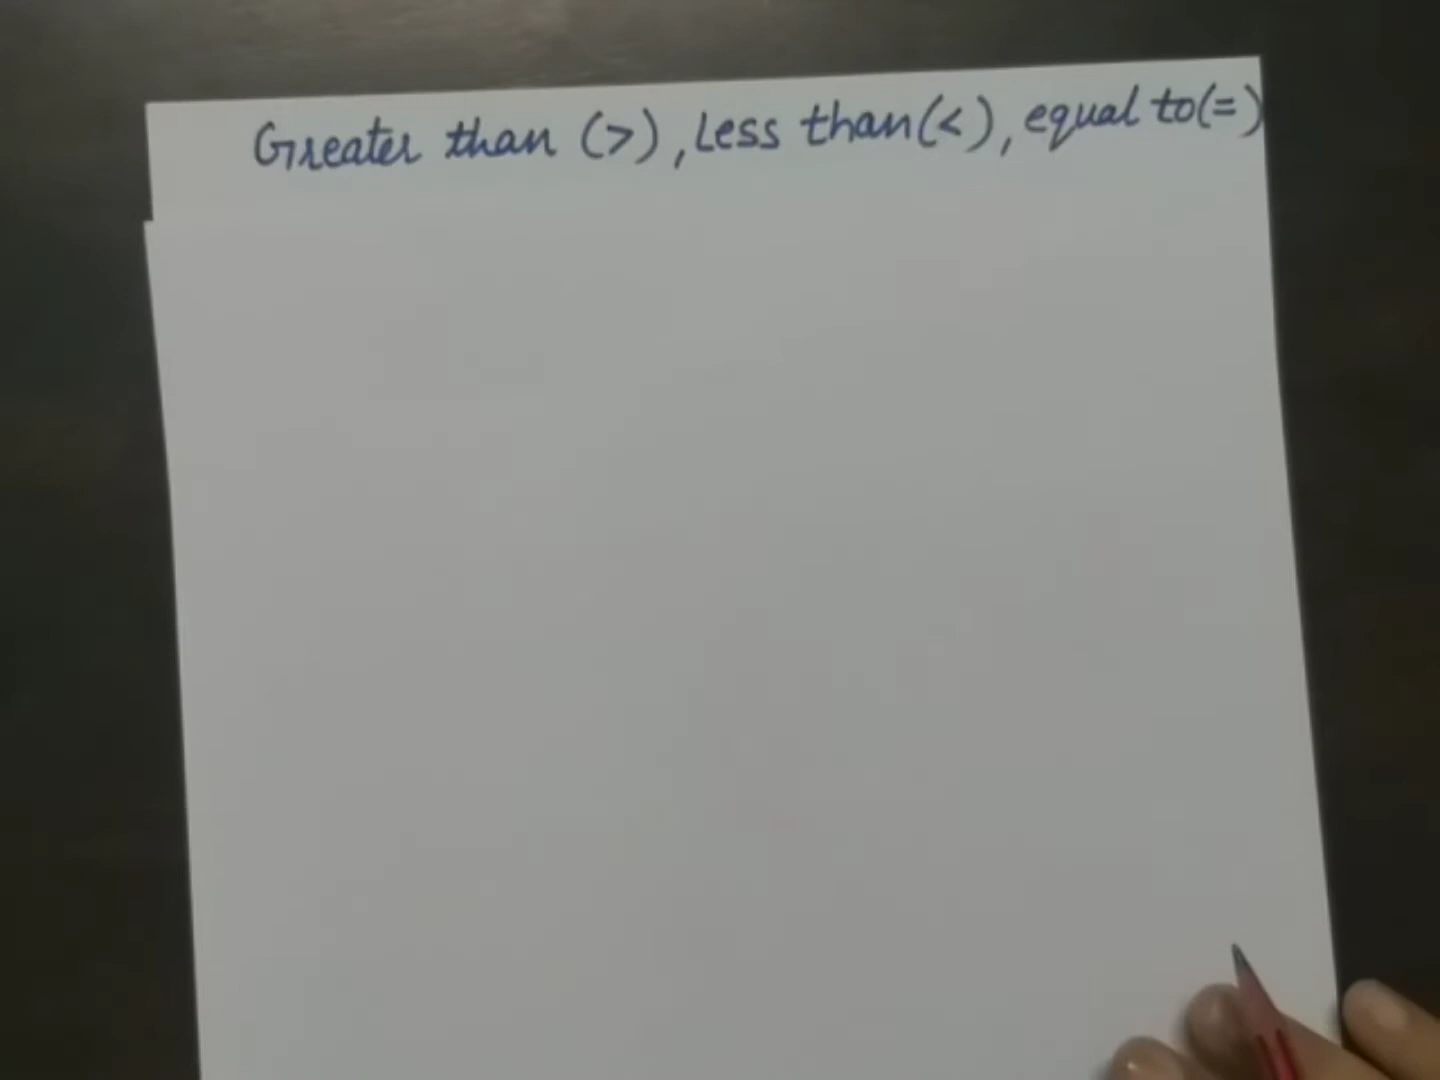 Greater than (>), Less than(<), equal to(=)